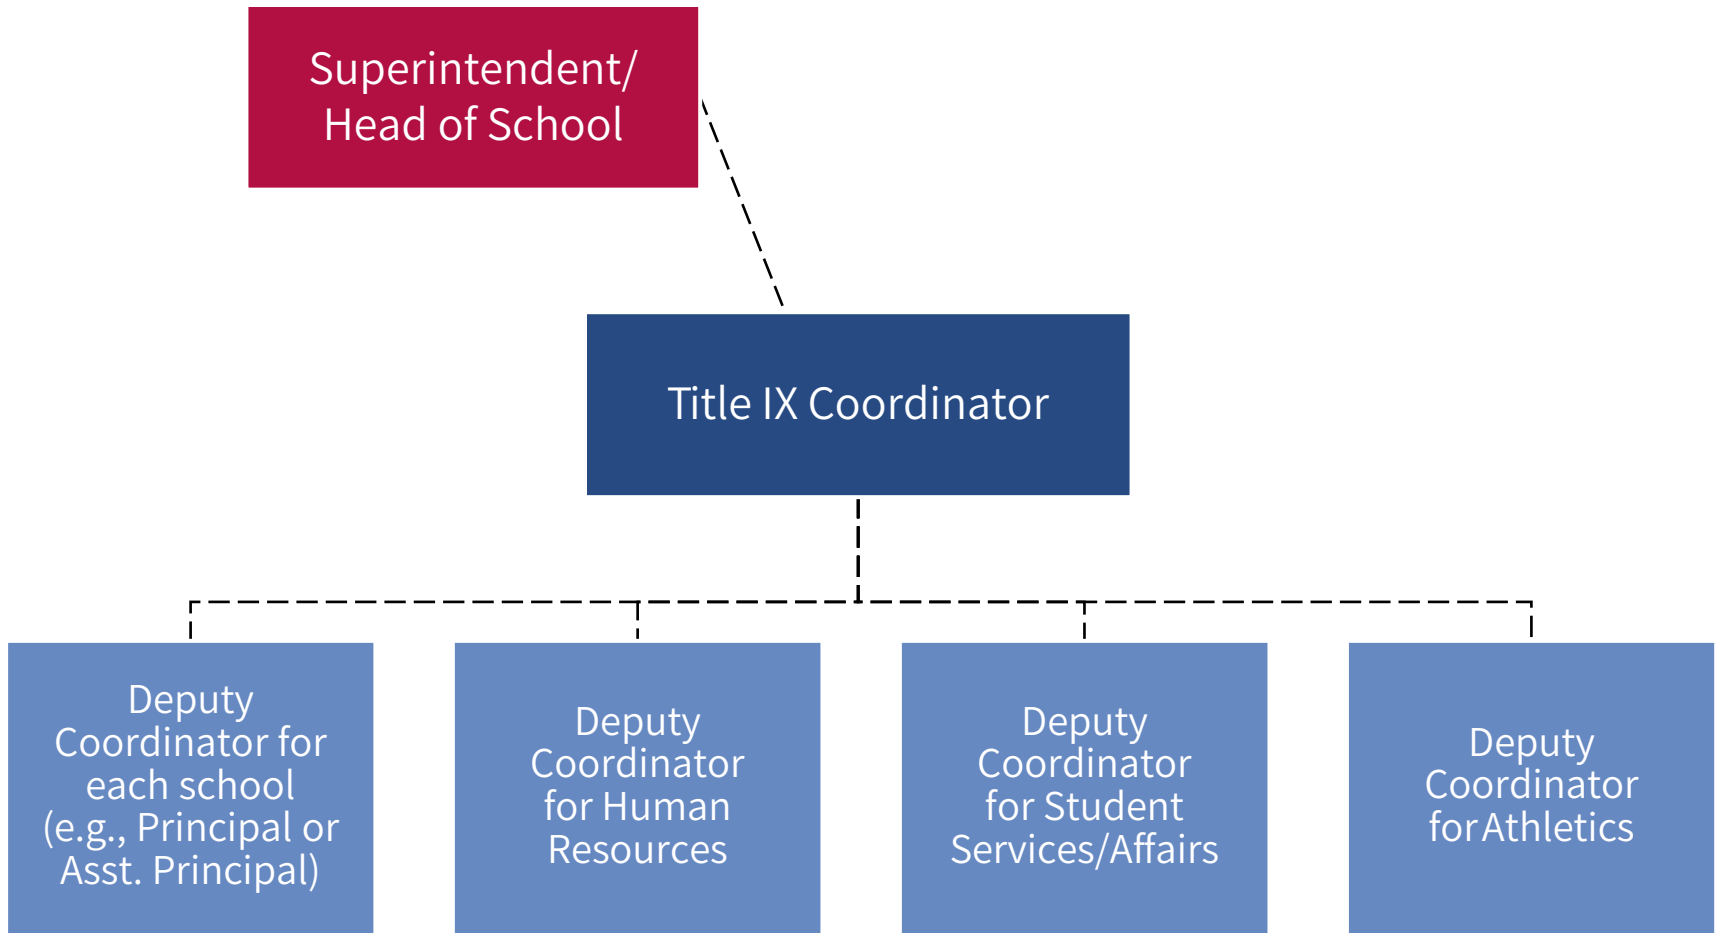 Superintendent/
Head of School
Title IX Coordinator
Deputy
Coordinator for
each school
(e.g., Principal or
Asst. Principal)
Deputy
Coordinator
for Human
Resources
Deputy
Coordinator
for Student
Services/Affairs
Deputy
Coordinator
for Athletics